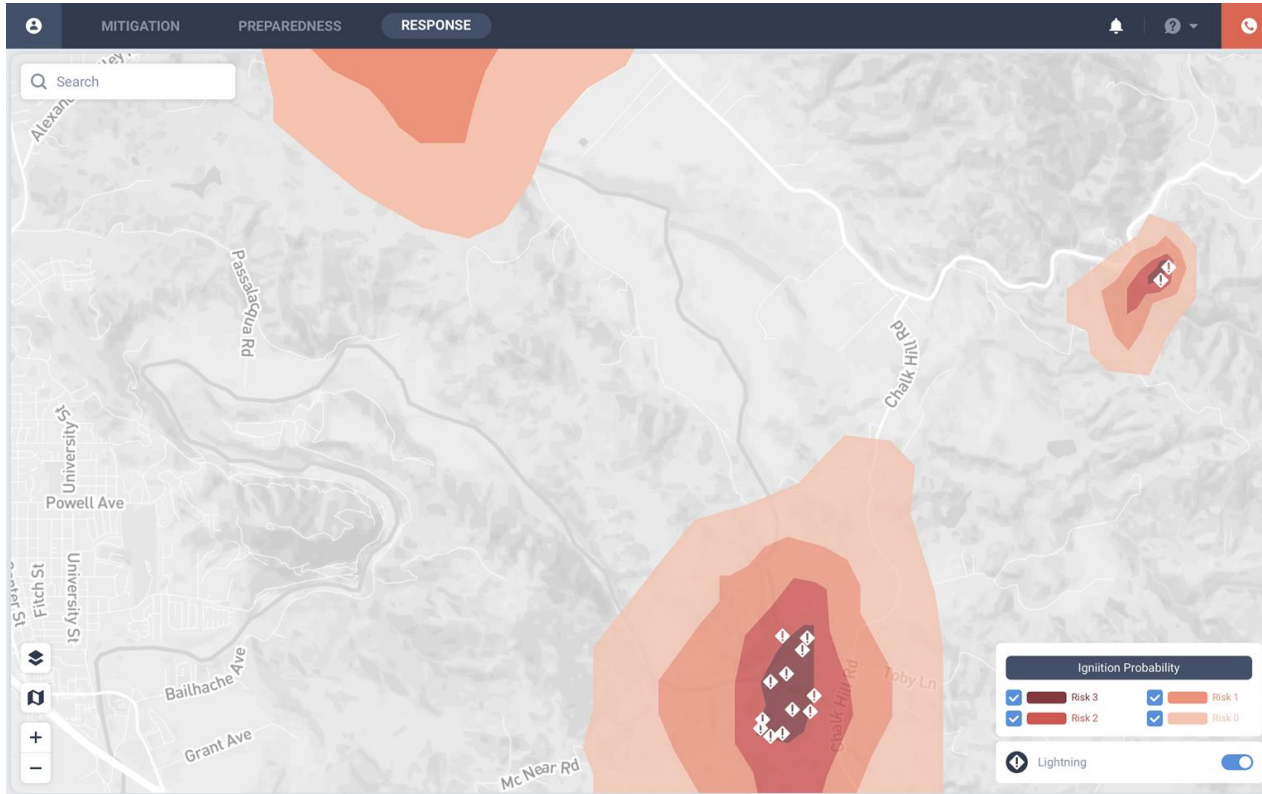 MITIGATION
PREPAREDNESS
RESPONSE
Search
Passalacqua Rd
Chalk Hill Rd
University St
Powell Ave
Fitch St
University St
Bailhache Ave
Grant Ave
Mc Near Rd
Chalk Hill Rd
Toby Ln
Igniition Probability
Risk 3
Risk 1
Risk 2
Risk 0
Lightning